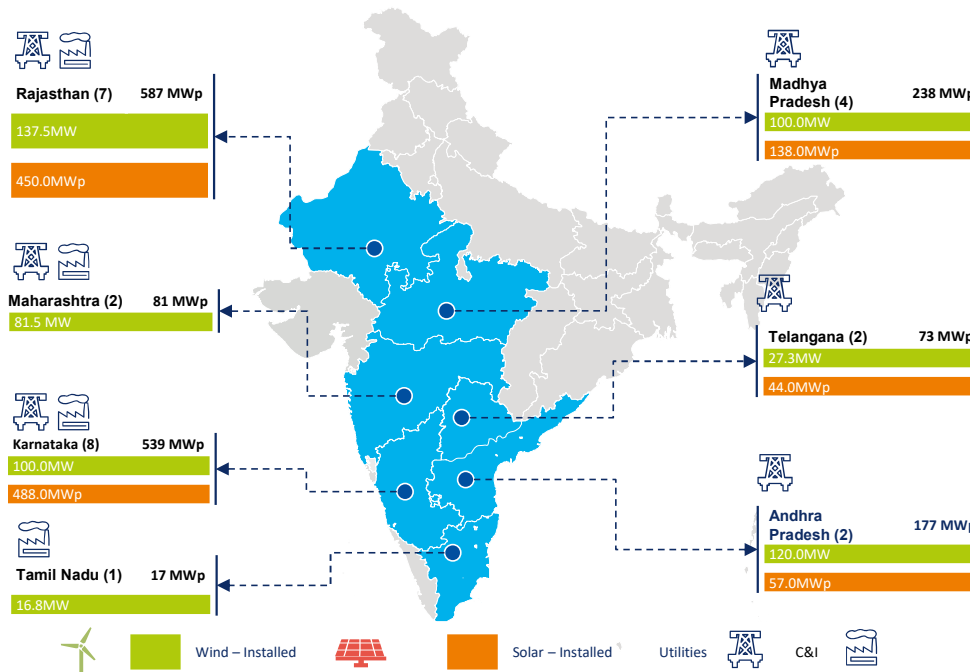 Rajasthan (7) 587 MWp
137.5MW
450.0MWp
Maharashtra (2) 81 MWp
81.5 MW
Karnataka (8) 539 MWp
100.0MW
488.0MWp
Tamil Nadu (1) 17 MWp
16.8MW
Madhya
Pradesh (4) 238 MWp
100.0MW
138.0MWp
Telangana (2) 73 MWp
27.3MW
44.0MWp
Andhra
Pradesh (2) 177 MWp
120.0MW
57.0MWp
Wind – Installed Solar – Installed Utilities C&I